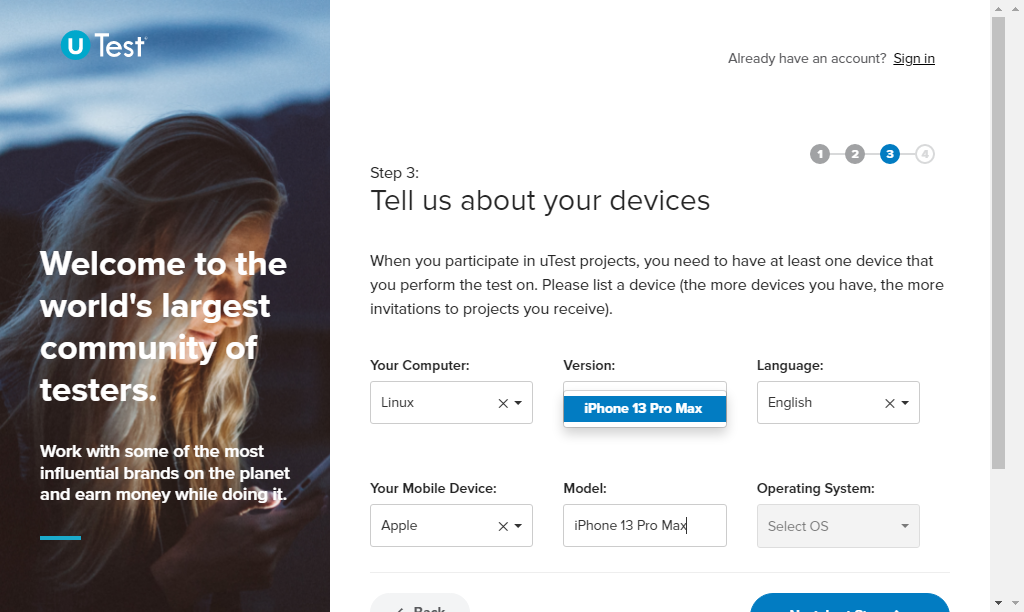 U Test
Already have an account? Sign in
1 2 3 4
Step 3:
Tell us about your devices
Welcome to the
world's largest
community of
testers.
Work with some of the most
influential brands on the planet
and earn money while doing it.
When you participate in uTest projects, you need to have at least one device that
you perform the test on. Please list a device (the more devices you have, the more
invitations to projects you receive).
Your Computer: Version: Language:
Linux iPhone 13 Pro Max English
Your Mobile Device: Model: Operating System:
Apple iPhone 13 Pro Max Select OS
Back